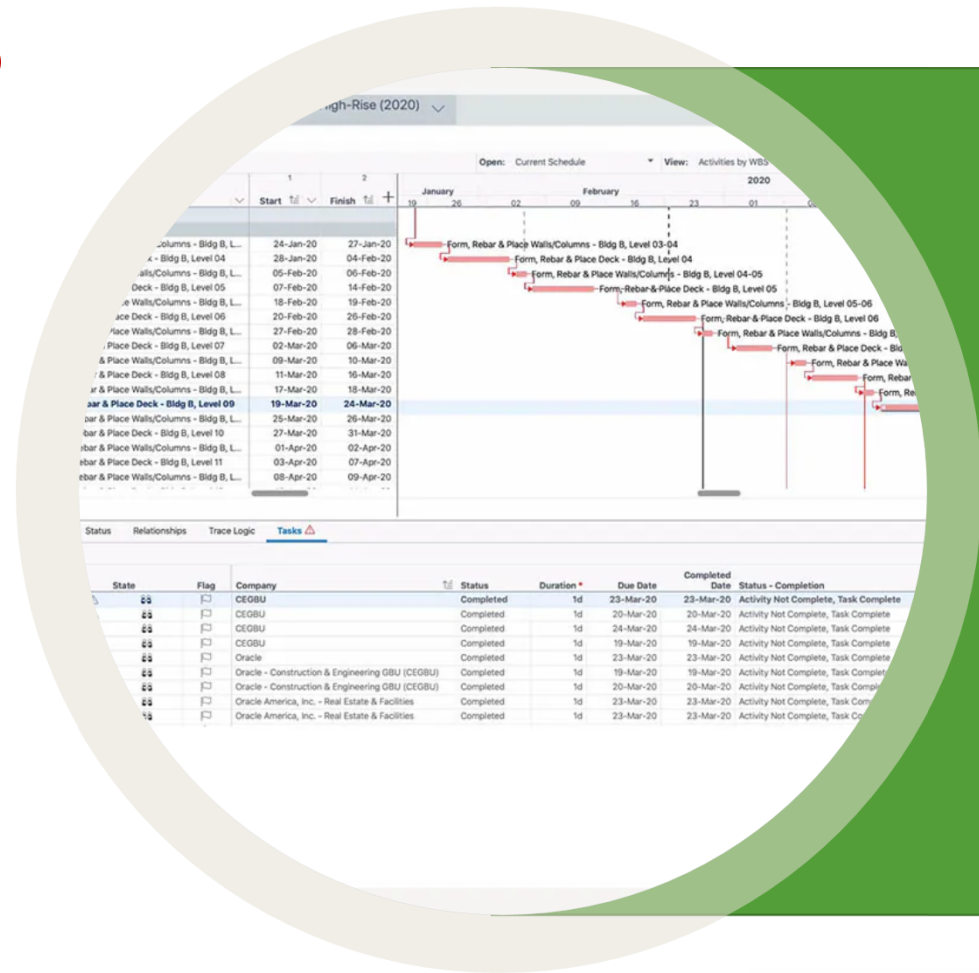 High-Rise (2020)
Open: Current Schedule View: Activities by WBS
1 2 2020
Start Finish January February
19 26 02 09 16 23 01
Columns - Bldg B, L... 24-Jan-20 27-Jan-20 Form, Rebar & Place Walls/Columns - Bldg B, Level 03-04
Deck - Bldg B, Level 04 28-Jan-20 04-Feb-20 Form, Rebar & Place Deck - Bldg B, Level 04
Walls/Columns - Bldg B, L... 05-Feb-20 06-Feb-20 Form, Rebar & Place Walls/Columns - Bldg B, Level 04-05
Deck - Bldg B, Level 05 07-Feb-20 14-Feb-20 Form, Rebar & Place Deck - Bldg B, Level 05
Walls/Columns - Bldg B, L... 18-Feb-20 19-Feb-20 Form, Rebar & Place Walls/Columns - Bldg B, Level 05-06
Deck - Bldg B, Level 06 20-Feb-20 26-Feb-20 Form, Rebar & Place Deck - Bldg B, Level 06
Place Walls/Columns - Bldg B, L... 27-Feb-20 28-Feb-20 Form, Rebar & Place Walls/Columns - Bldg B
Place Deck - Bldg B, Level 07 02-Mar-20 06-Mar-20 Form, Rebar & Place Deck - Bld
& Place Walls/Columns - Bldg B, L... 09-Mar-20 10-Mar-20 Form, Rebar & Place Wa
& Place Deck - Bldg B, Level 08 11-Mar-20 16-Mar-20 Form, Rebar
& Place Walls/Columns - Bldg B, L... 17-Mar-20 18-Mar-20 Form, Re
bar & Place Deck - Bldg B, Level 09 19-Mar-20 24-Mar-20
bar & Place Walls/Columns - Bldg B, L... 25-Mar-20 26-Mar-20
bar & Place Deck - Bldg B, Level 10 27-Mar-20 31-Mar-20
ebar & Place Walls/Columns - Bldg B, L... 01-Apr-20 02-Apr-20
ebar & Place Deck - Bldg B, Level 11 03-Apr-20 07-Apr-20
ebar & Place Walls/Columns - Bldg B, L... 08-Apr-20 09-Apr-20
Status Relationships Trace Logic Tasks
State Flag Company Status Duration * Due Date Completed Date Status - Completion
CEGBU Completed 1d 23-Mar-20 23-Mar-20 Activity Not Complete, Task Complete
CEGBU Completed 1d 20-Mar-20 20-Mar-20 Activity Not Complete, Task Complete
CEGBU Completed 1d 24-Mar-20 24-Mar-20 Activity Not Complete, Task Complete
CEGBU Completed 1d 19-Mar-20 19-Mar-20 Activity Not Complete, Task Complete
Oracle Completed 1d 23-Mar-20 23-Mar-20 Activity Not Complete, Task Complete
Oracle - Construction & Engineering GBU (CEGBU) Completed 1d 19-Mar-20 19-Mar-20 Activity Not Complete, Task Complet
Oracle - Construction & Engineering GBU (CEGBU) Completed 1d 20-Mar-20 20-Mar-20 Activity Not Complete, Task Comple
Oracle America, Inc. - Real Estate & Facilities Completed 1d 23-Mar-20 23-Mar-20 Activity Not Complete, Task Com
Oracle America, Inc. - Real Estate & Facilities Completed 1d 23-Mar-20 23-Mar-20 Activity Not Complete, Task Co